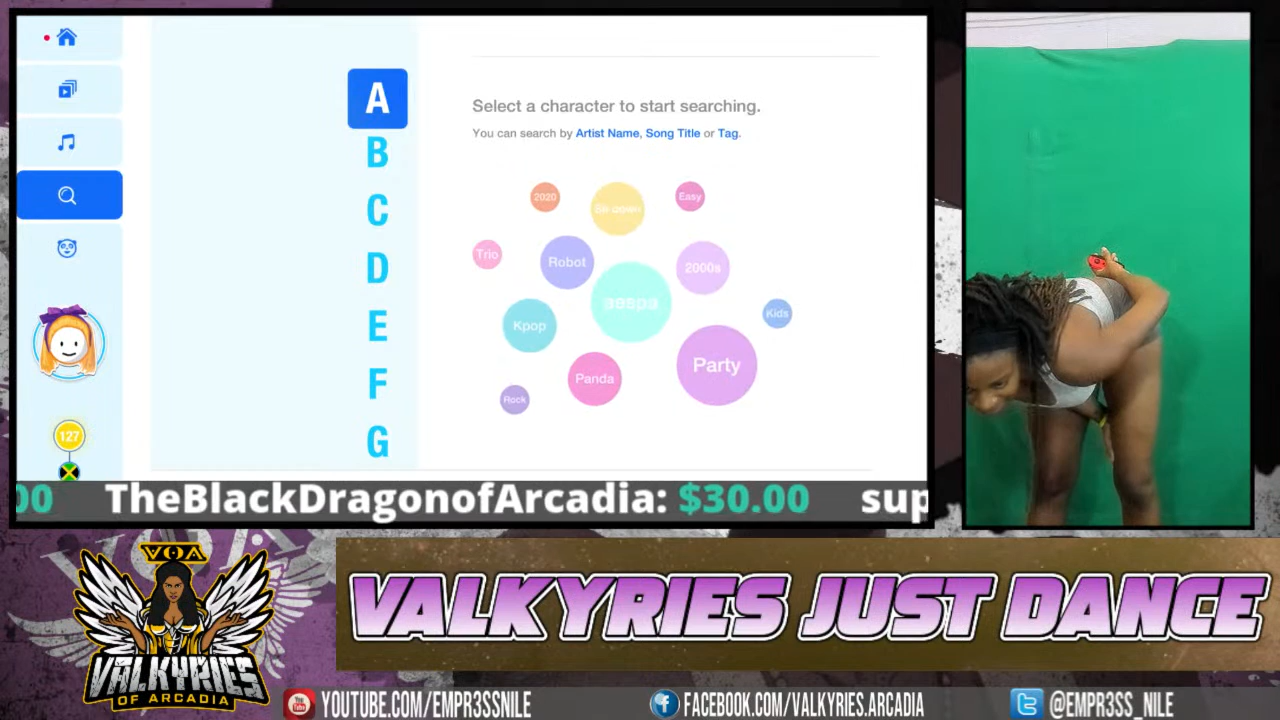 A
B
C
D
E
F
G
Select a character to start searching.
You can search by Artist Name, Song Title or Tag.
2020
Easy
Trio
Robot
2000s
Kpop
Kids
Panda
Party
Rock
127
00 TheBlackDragonofArcadia: $30.00 sup
VOA
VALKYRIES
OF ARCADIA
VALKYRIES JUST DANCE
YOUTUBE.COM/EMPR3SSNILE
FACEBOOK.COM/VALKYRIES.ARCADIA
@EMPR3SS_NILE